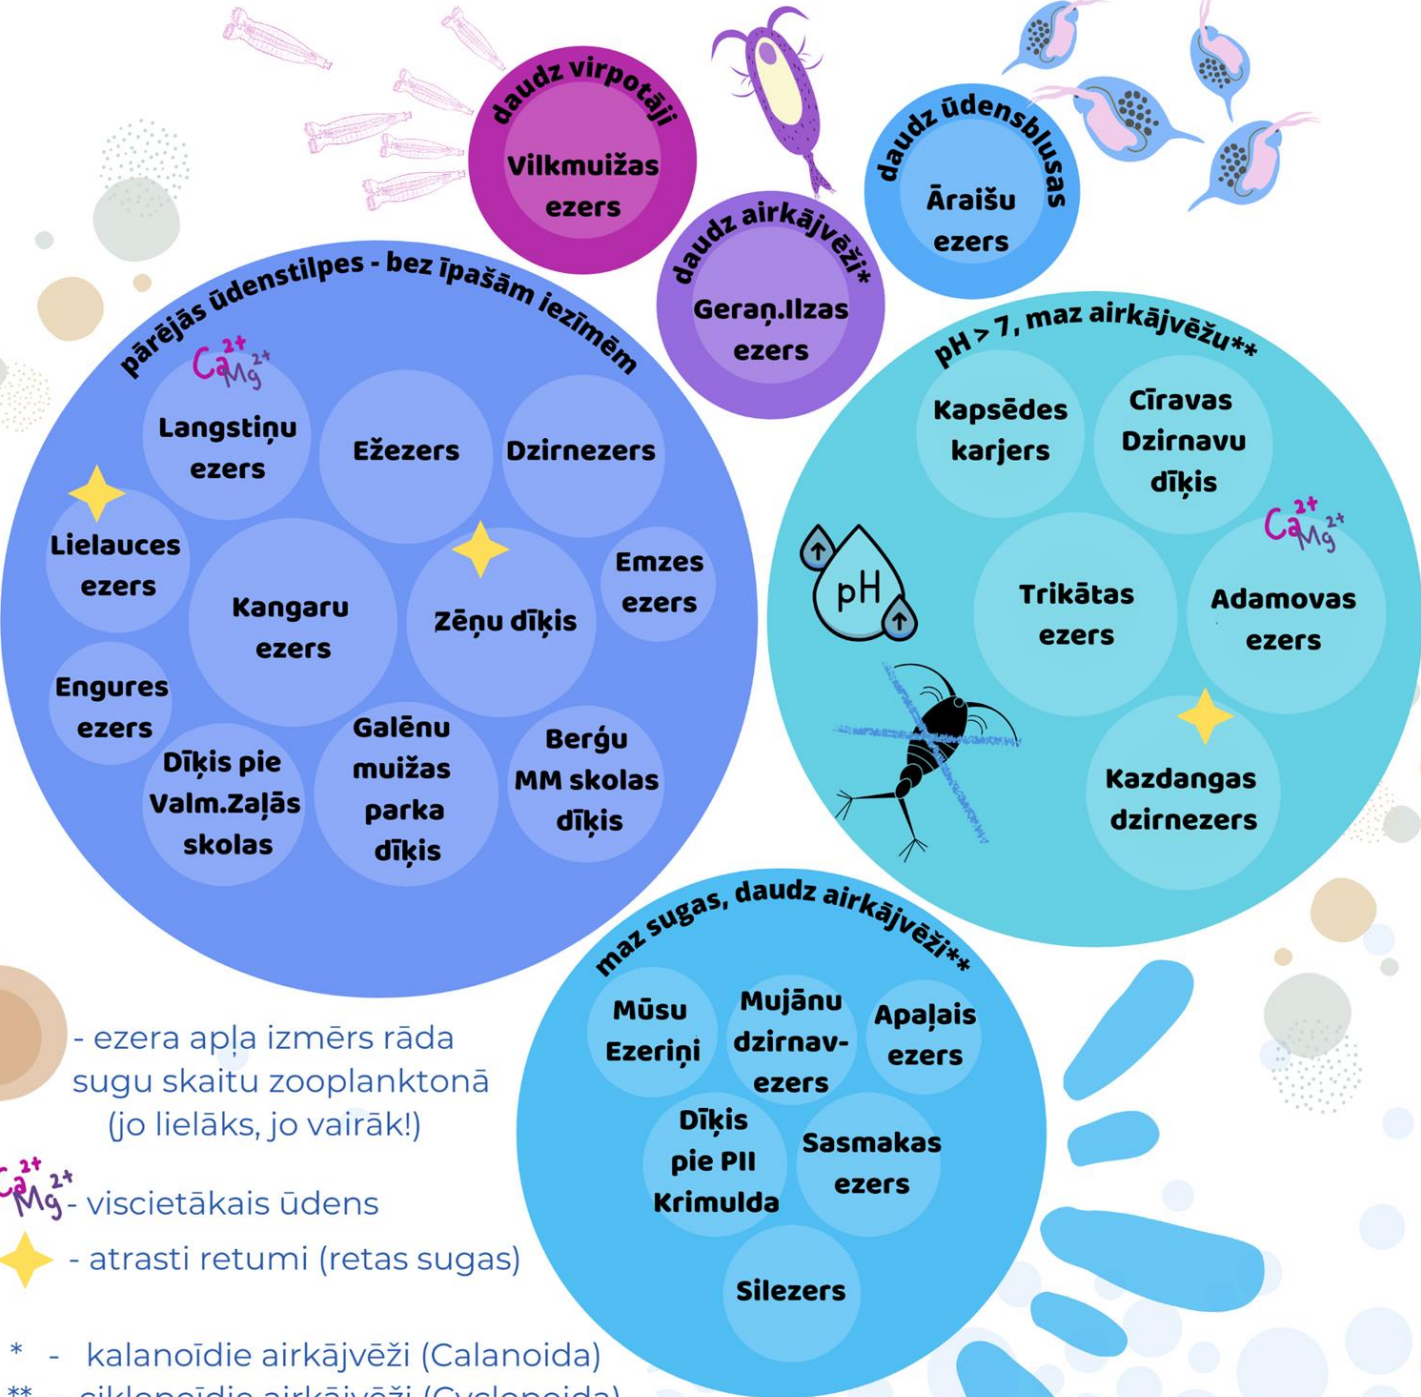 daudz virpotāji
Vilkmuižas
ezers
daudz airkājvēži*
Geraņ.Ilzas
ezers
daudz ūdensblusas
Āraišu
ezers
pārējās ūdenstilpes - bez īpašām iezīmēm
Ca2+
Mg2+
Langstiņu
ezers
Ežezers
Dzirnezers
Lielauces
ezers
Kangaru
ezers
Zēņu dīķis
Emzes
ezers
Engures
ezers
Dīķis pie
Valm.Zaļās
skolas
Galēnu
muižas
parka
dīķis
Berģu
MM skolas
dīķis
pH > 7, maz airkājvēžu**
Kapsēdes
karjers
Cīravas
Dzirnavu
dīķis
pH
Trikātas
ezers
Ca2+
Mg2+
Adamovas
ezers
Kazdangas
dzirnezers
maz sugas, daudz airkājvēži**
Mūsu
Ezeriņi
Mujānu
dzirnav-
ezers
Apaļais
ezers
Dīķis
pie PII
Krimulda
Sasmakas
ezers
Silezers
- ezera apļa izmērs rāda
sugu skaitu zooplanktonā
(jo lielāks, jo vairāk!)
Ca2+
Mg2+ - viscietākais ūdens
- atrasti retumi (retas sugas)
* - kalanoīdie airkājvēži (Calanoida)
** - ciklopoīdie airkājvēži (Cyclopoida)